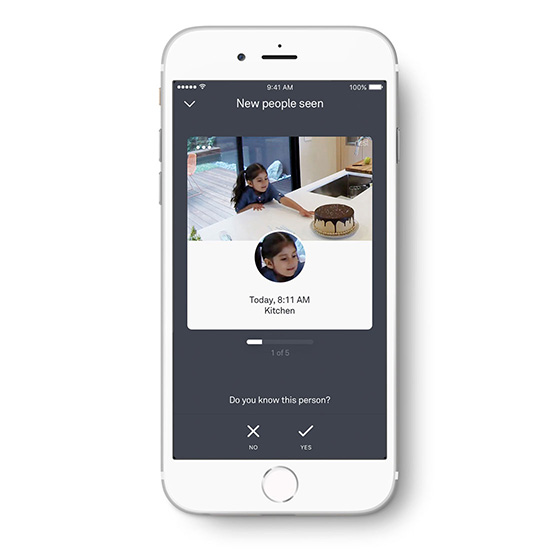 9:41 AM
100%
New people seen
Today, 8:11 AM
Kitchen
1 of 5
Do you know this person?
NO
YES